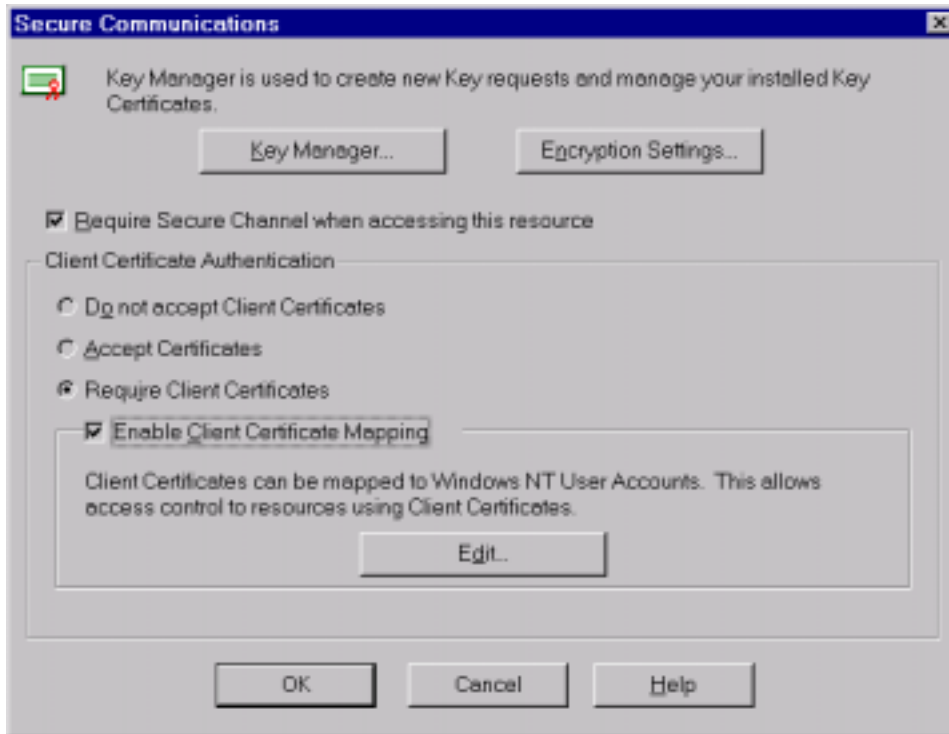 Secure Communications
Key Manager is used to create new Key requests and manage your installed Key
Certificates.
Key Manager... Encryption Settings...
Require Secure Channel when accessing this resource
Client Certificate Authentication
Do not accept Client Certificates
Accept Certificates
Require Client Certificates
Enable Client Certificate Mapping
Client Certificates can be mapped to Windows NT User Accounts. This allows
access control to resources using Client Certificates.
Edit...
OK Cancel Help